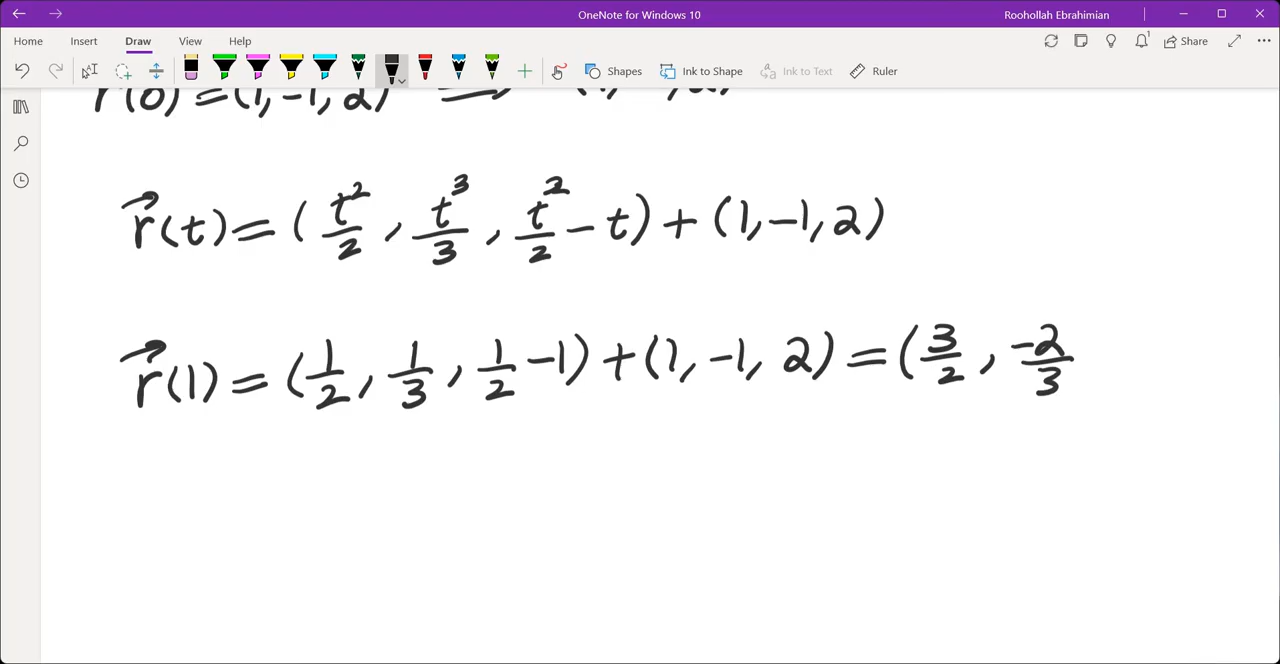 OneNote for Windows 10
Roohollah Ebrahimian
Home Insert Draw View Help
Share
Shapes Ink to Shape Ink to Text Ruler
r(0) = (1, -1, 2) ⟹
r⃗(t) = (t²/2, t³/3, t²/2 - t) + (1, -1, 2)
r⃗(1) = (1/2, 1/3, 1/2 - 1) + (1, -1, 2) = (3/2, -2/3